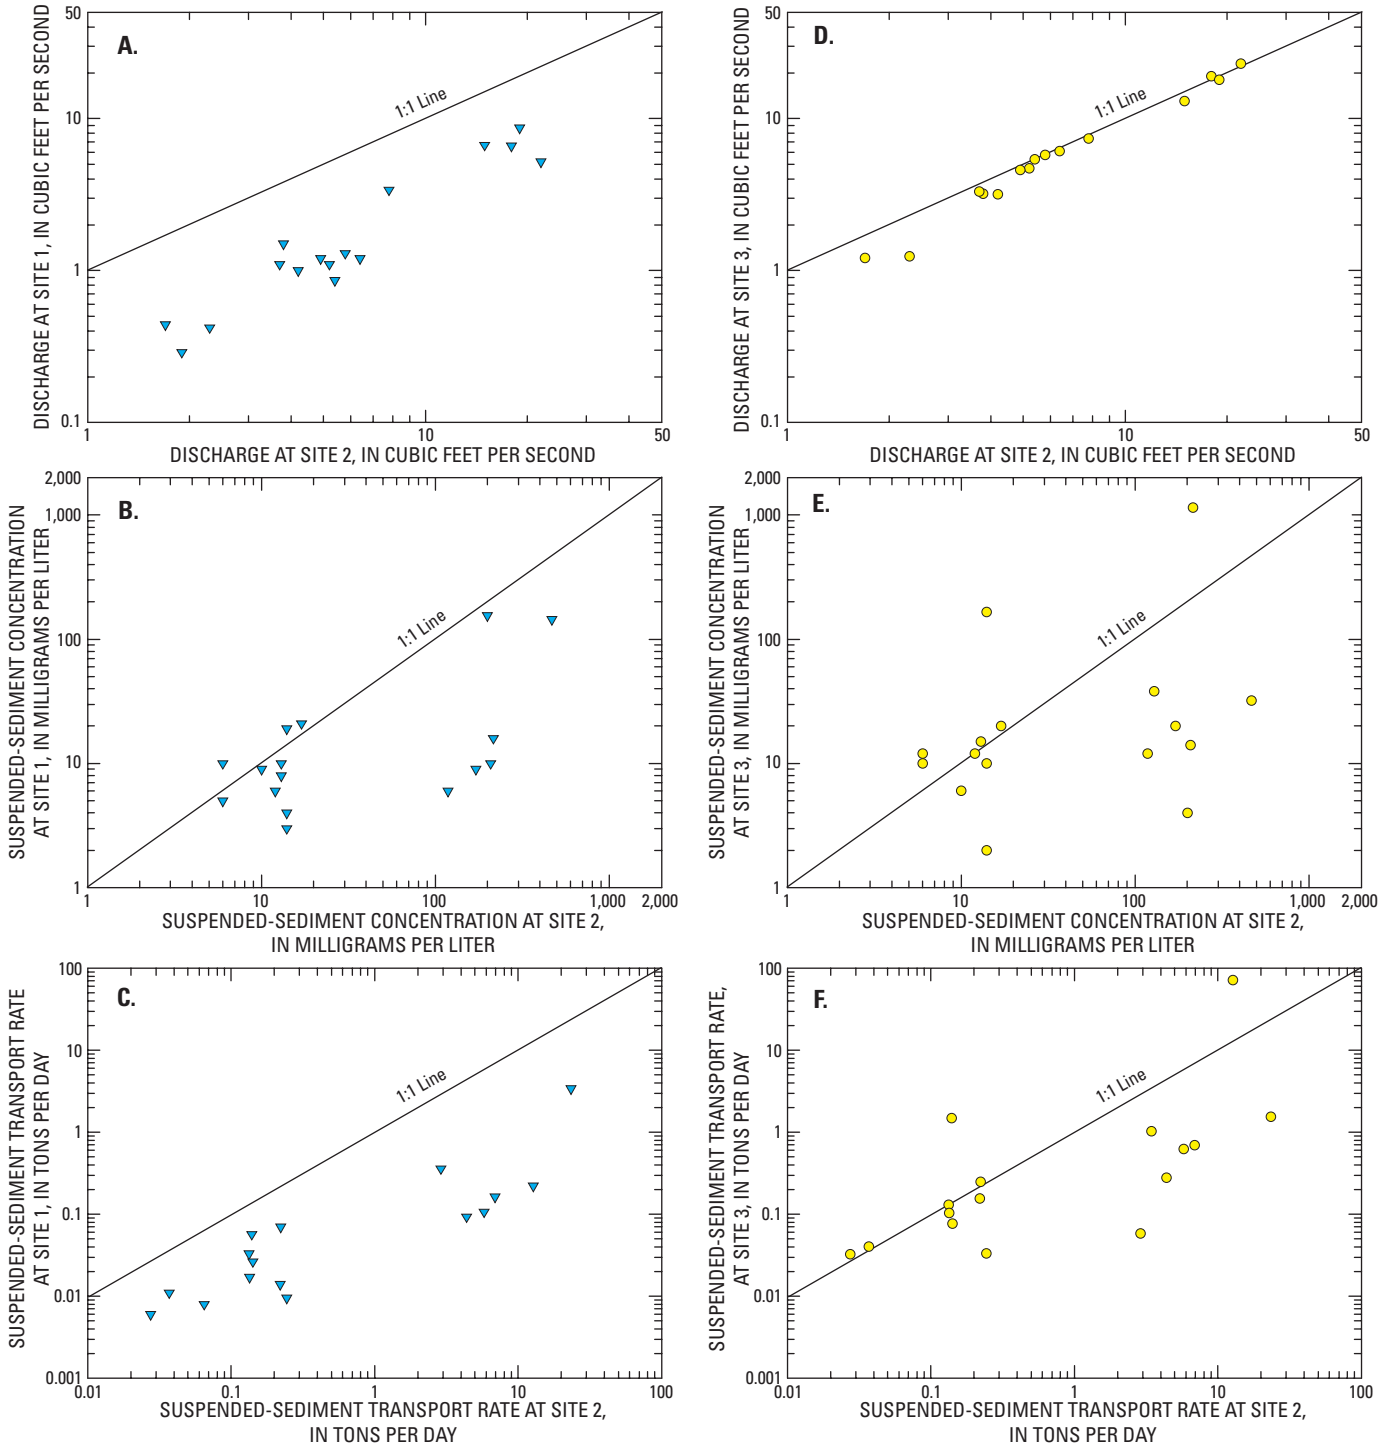 A.
DISCHARGE AT SITE 1, IN CUBIC FEET PER SECOND
50
10
1
0.1
1:1 Line
1 10 50
DISCHARGE AT SITE 2, IN CUBIC FEET PER SECOND
D.
DISCHARGE AT SITE 3, IN CUBIC FEET PER SECOND
50
10
1
0.1
1:1 Line
1 10 50
DISCHARGE AT SITE 2, IN CUBIC FEET PER SECOND
B.
SUSPENDED-SEDIMENT CONCENTRATION
AT SITE 1, IN MILLIGRAMS PER LITER
2,000
1,000
100
10
1
1:1 Line
1 10 100 1,000 2,000
SUSPENDED-SEDIMENT CONCENTRATION AT SITE 2,
IN MILLIGRAMS PER LITER
E.
SUSPENDED-SEDIMENT CONCENTRATION
AT SITE 3, IN MILLIGRAMS PER LITER
2,000
1,000
100
10
1
1:1 Line
1 10 100 1,000 2,000
SUSPENDED-SEDIMENT CONCENTRATION AT SITE 2,
IN MILLIGRAMS PER LITER
C.
SUSPENDED-SEDIMENT TRANSPORT RATE
AT SITE 1, IN TONS PER DAY
100
10
1
0.1
0.01
0.001
1:1 Line
0.01 0.1 1 10 100
SUSPENDED-SEDIMENT TRANSPORT RATE AT SITE 2,
IN TONS PER DAY
F.
SUSPENDED-SEDIMENT TRANSPORT RATE,
AT SITE 3, IN TONS PER DAY
100
10
1
0.1
0.01
0.001
1:1 Line
0.01 0.1 1 10 100
SUSPENDED-SEDIMENT TRANSPORT RATE AT SITE 2,
IN TONS PER DAY